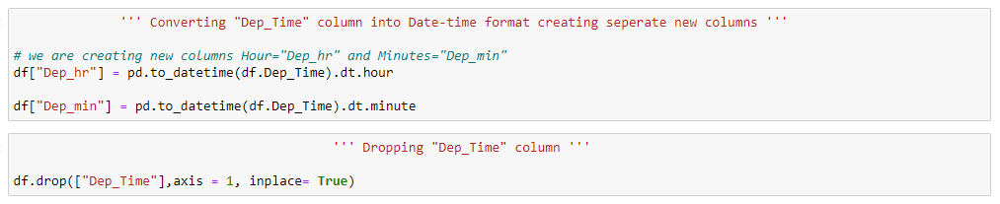 ''' Converting "Dep_Time" column into Date-time format creating seperate new columns '''
# we are creating new columns Hour="Dep_hr" and Minutes="Dep_min"
df["Dep_hr"] = pd.to_datetime(df.Dep_Time).dt.hour
df["Dep_min"] = pd.to_datetime(df.Dep_Time).dt.minute
''' Dropping "Dep_Time" column '''
df.drop(["Dep_Time"],axis = 1, inplace= True)